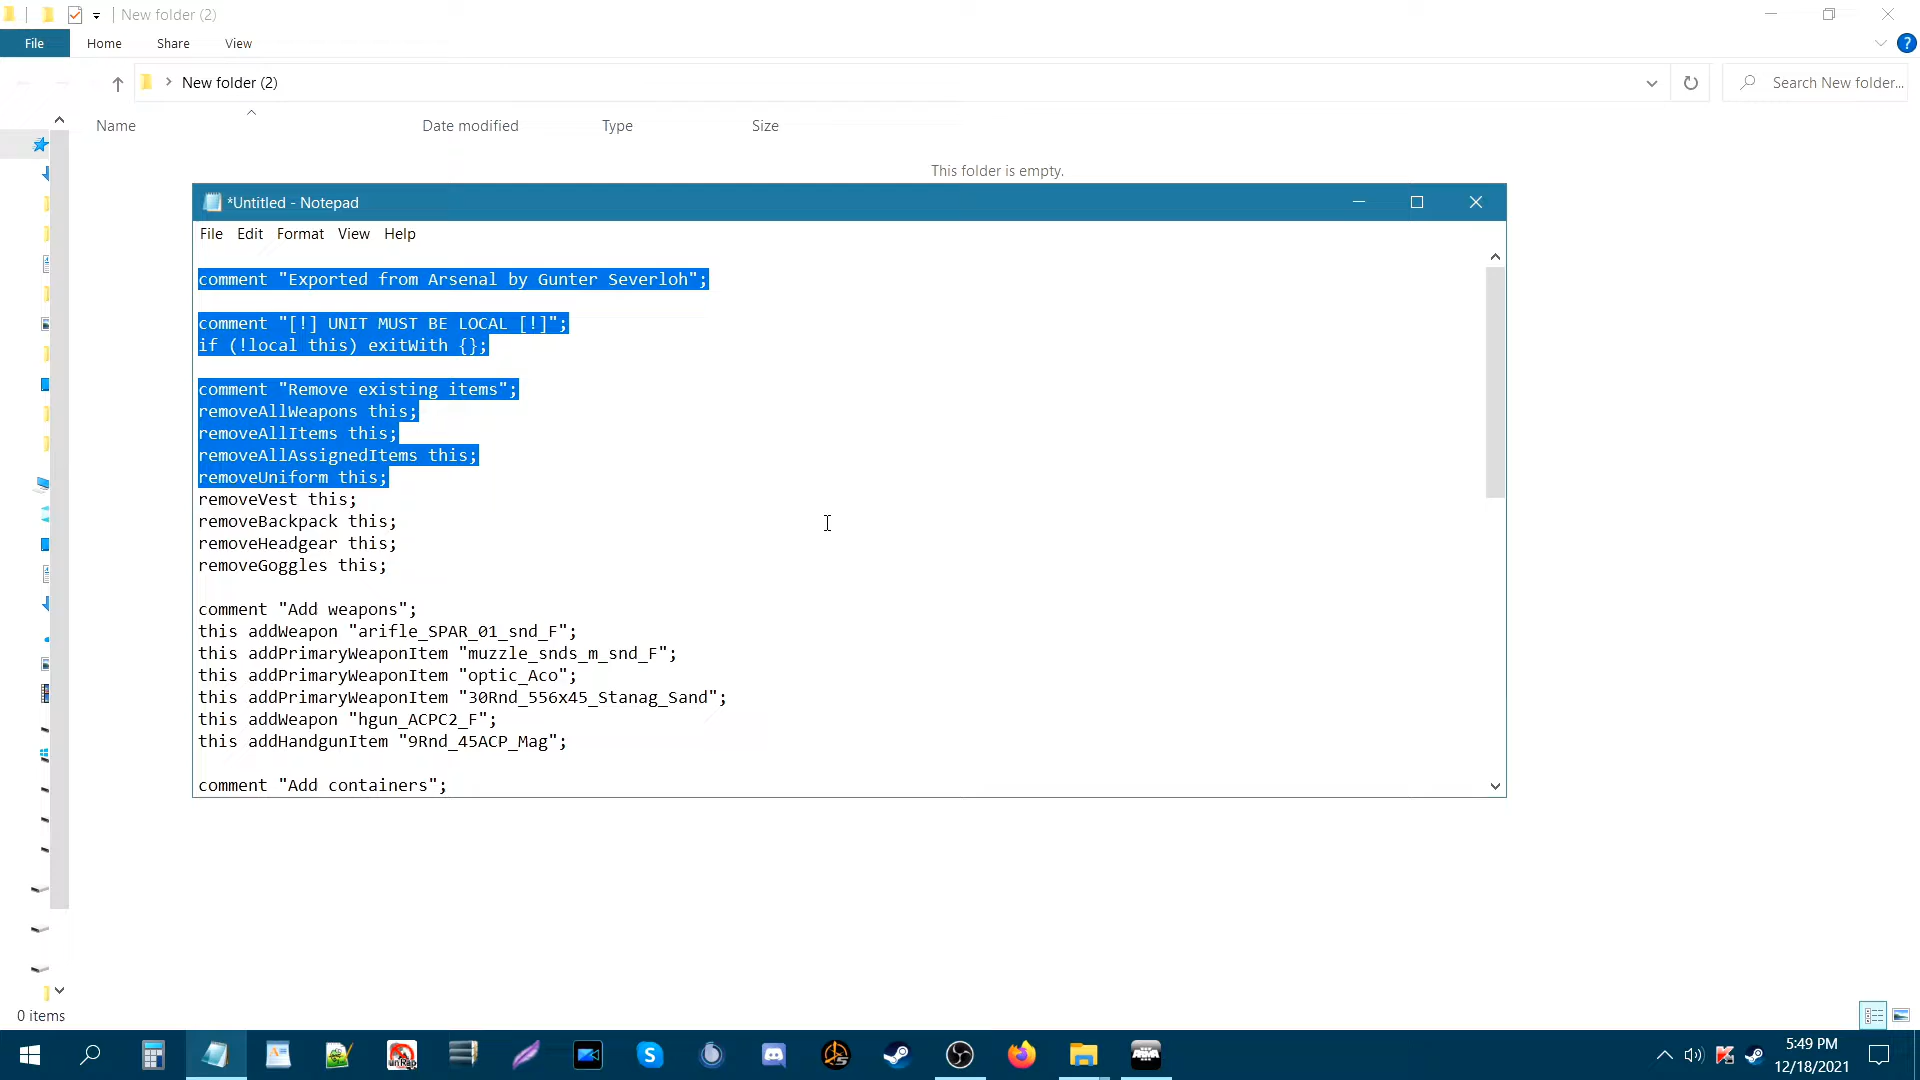 New folder (2)
File Home Share View
New folder (2)
Search New folder...
Name Date modified Type Size
This folder is empty.
*Untitled - Notepad
File Edit Format View Help
comment "Exported from Arsenal by Gunter Severloh";
comment "[!] UNIT MUST BE LOCAL [!]";
if (!local this) exitWith {};
comment "Remove existing items";
removeAllWeapons this;
removeAllItems this;
removeAllAssignedItems this;
removeUniform this;
removeVest this;
removeBackpack this;
removeHeadgear this;
removeGoggles this;
comment "Add weapons";
this addWeapon "arifle_SPAR_01_snd_F";
this addPrimaryWeaponItem "muzzle_snds_m_snd_F";
this addPrimaryWeaponItem "optic_Aco";
this addPrimaryWeaponItem "30Rnd_556x45_Stanag_Sand";
this addWeapon "hgun_ACPC2_F";
this addHandgunItem "9Rnd_45ACP_Mag";
comment "Add containers";
0 items
5:49 PM
12/18/2021